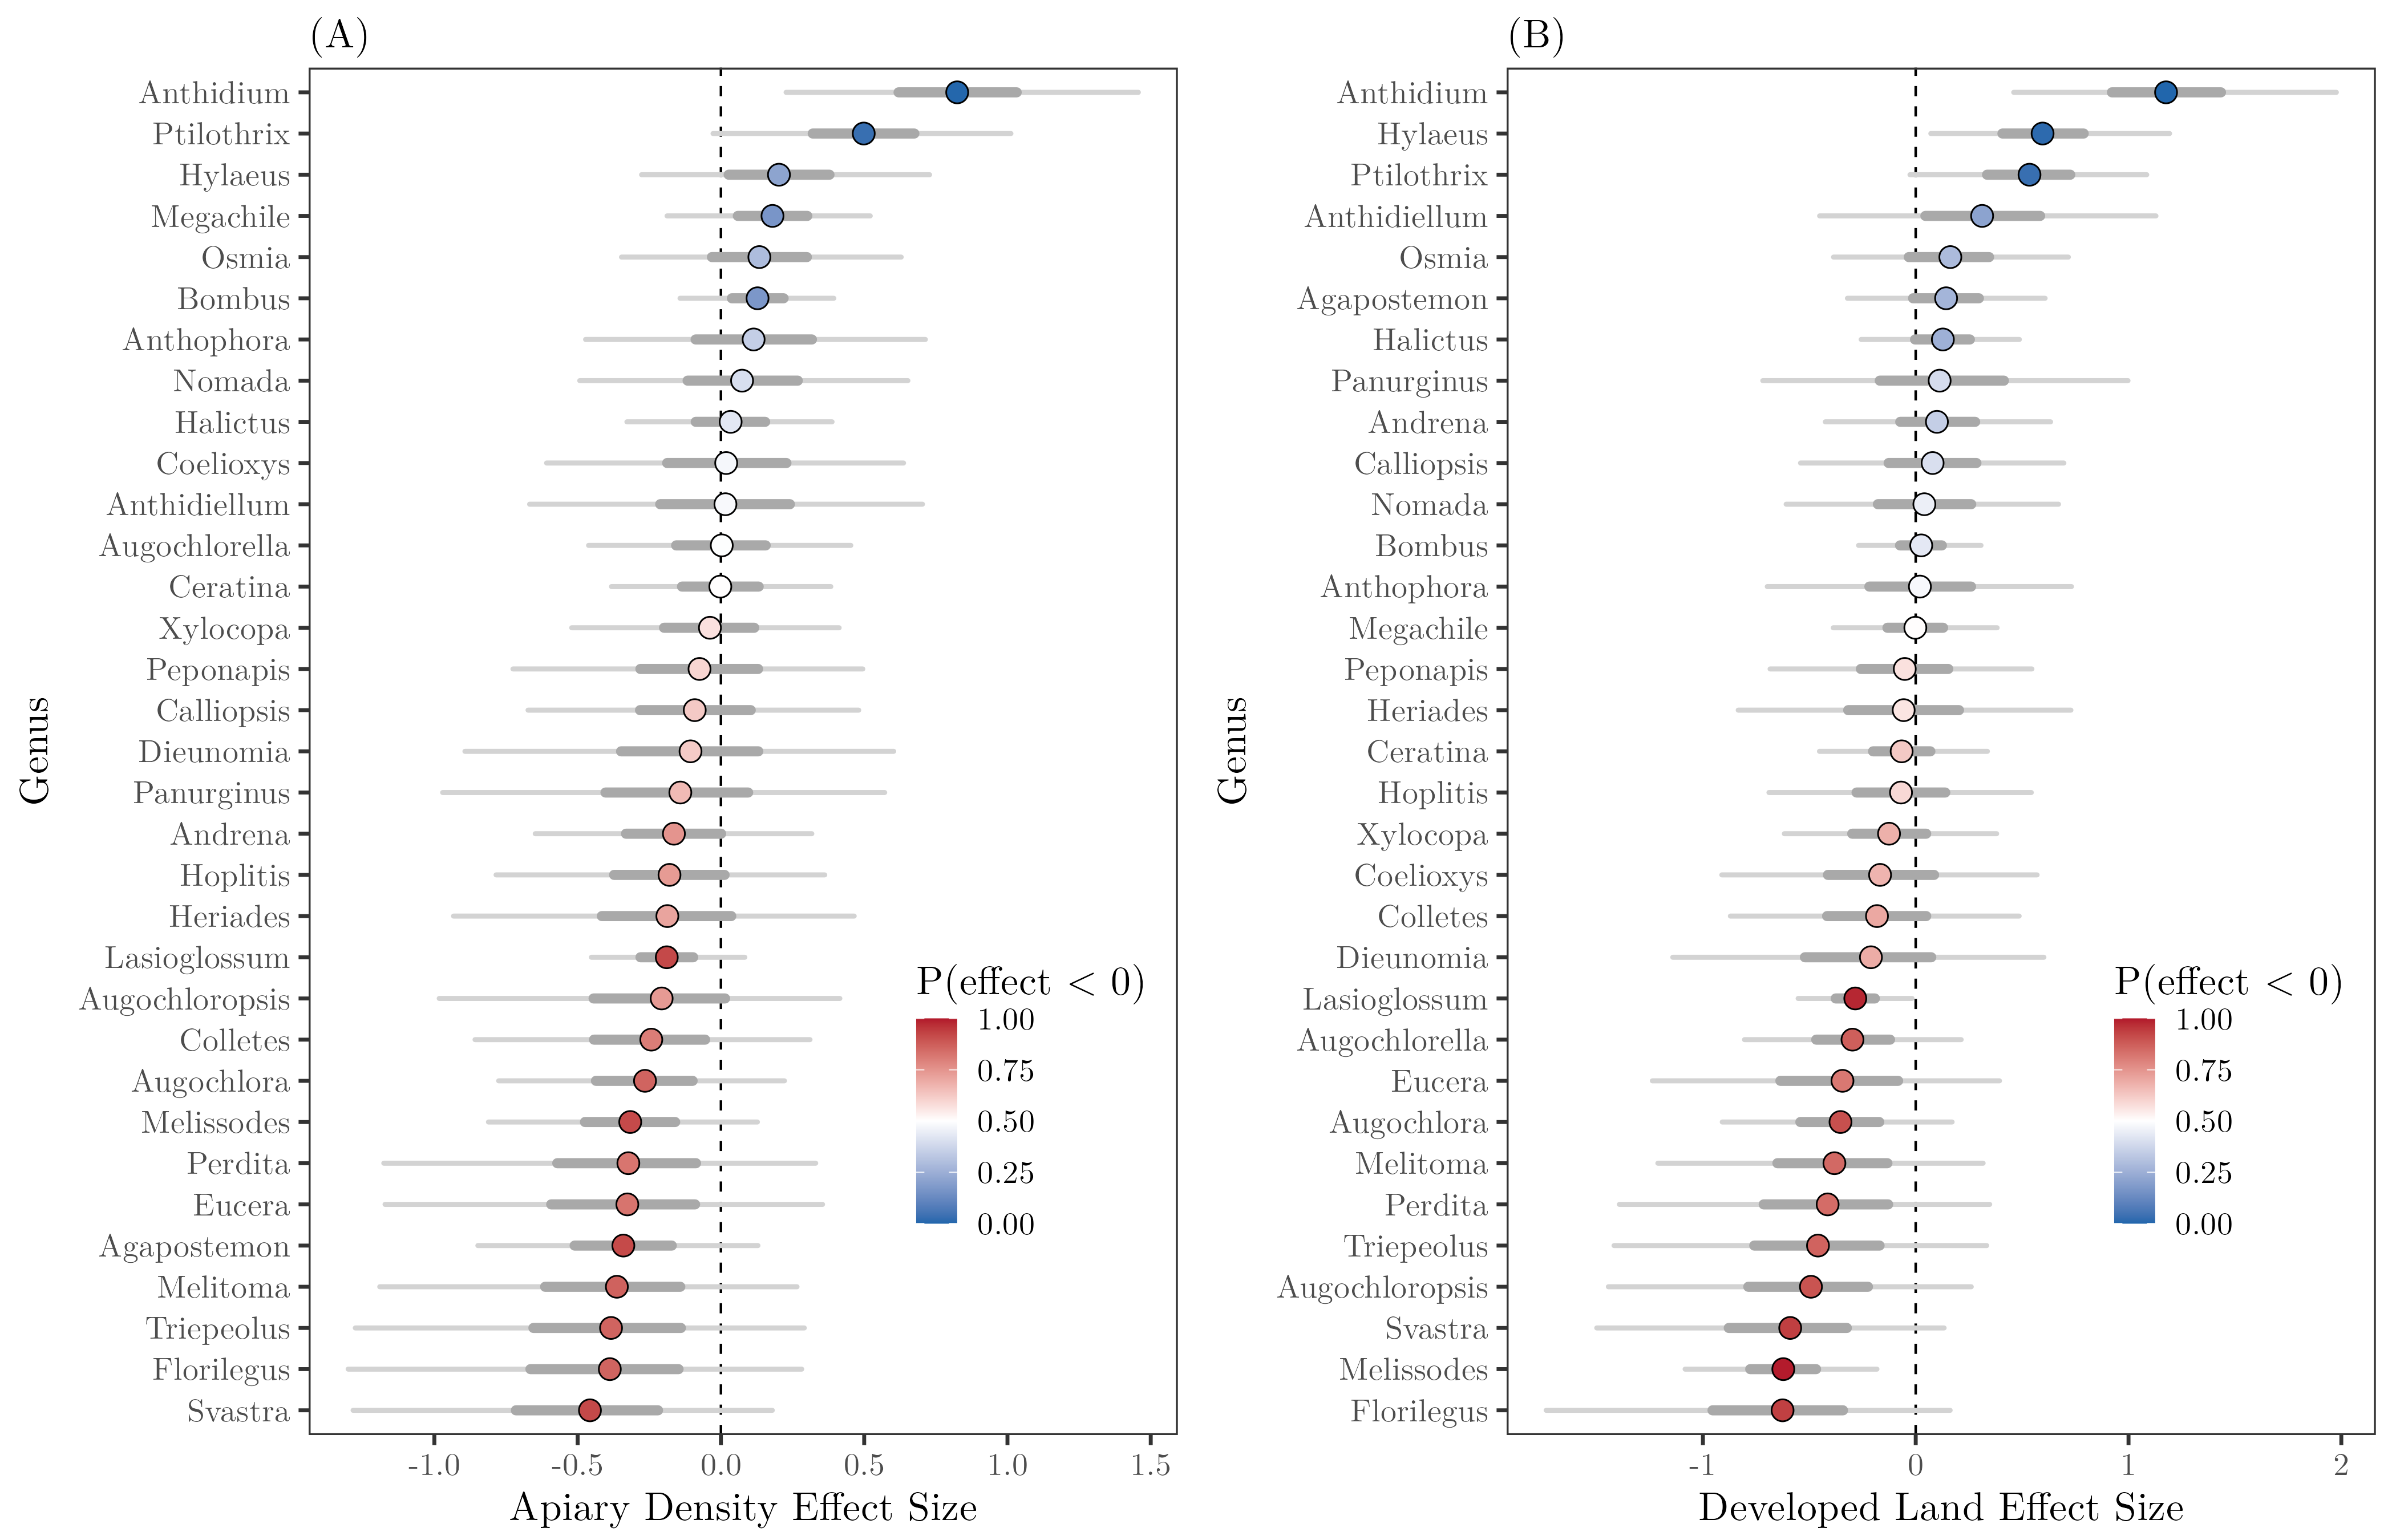 (A)
Genus
Anthidium
Ptilothrix
Hylaeus
Megachile
Osmia
Bombus
Anthophora
Nomada
Halictus
Coelioxys
Anthidiellum
Augochlorella
Ceratina
Xylocopa
Peponapis
Calliopsis
Dieunomia
Panurginus
Andrena
Hoplitis
Heriades
Lasioglossum
Augochloropsis
Colletes
Augochlora
Melissodes
Perdita
Eucera
Agapostemon
Melitoma
Triepeolus
Florilegus
Svastra
P(effect < 0)
1.00
0.75
0.50
0.25
0.00
-1.0 -0.5 0.0 0.5 1.0 1.5
Apiary Density Effect Size
(B)
Genus
Anthidium
Hylaeus
Ptilothrix
Anthidiellum
Osmia
Agapostemon
Halictus
Panurginus
Andrena
Calliopsis
Nomada
Bombus
Anthophora
Megachile
Peponapis
Heriades
Ceratina
Hoplitis
Xylocopa
Coelioxys
Colletes
Dieunomia
Lasioglossum
Augochlorella
Eucera
Augochlora
Melitoma
Perdita
Triepeolus
Augochloropsis
Svastra
Melissodes
Florilegus
P(effect < 0)
1.00
0.75
0.50
0.25
0.00
-1 0 1 2
Developed Land Effect Size